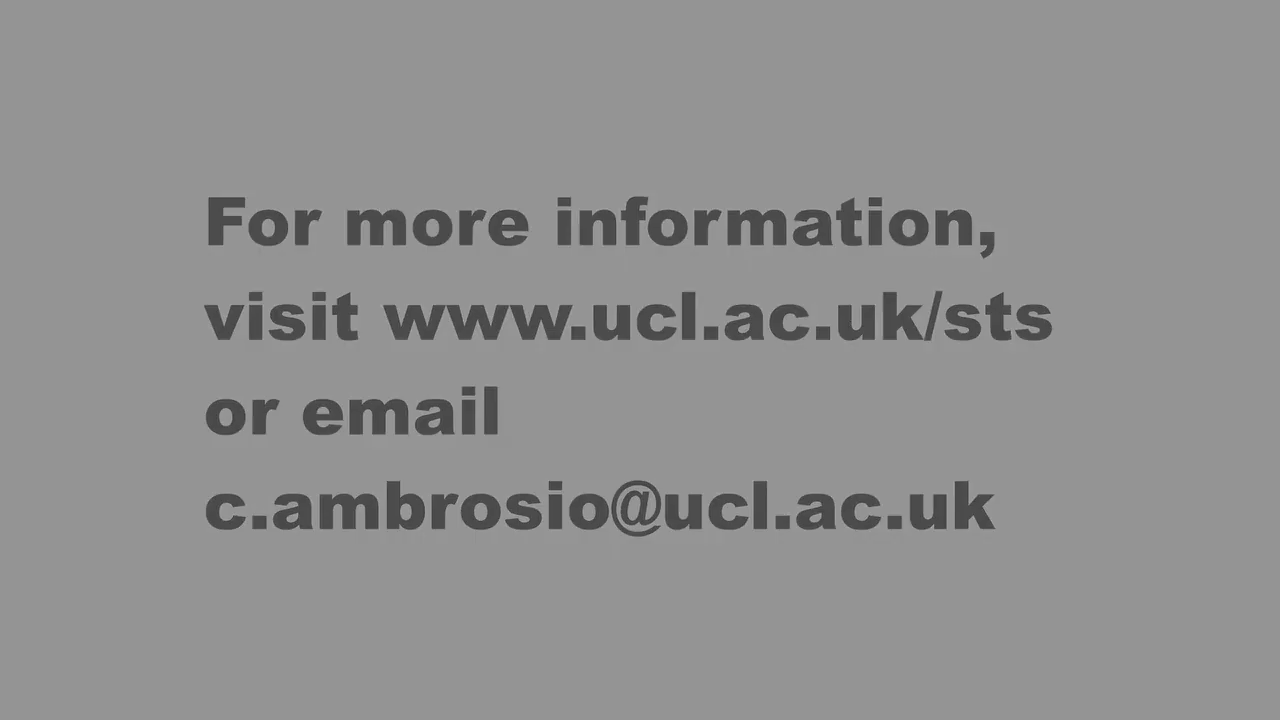 For more information,
visit www.ucl.ac.uk/sts
or email
c.ambrosio@ucl.ac.uk